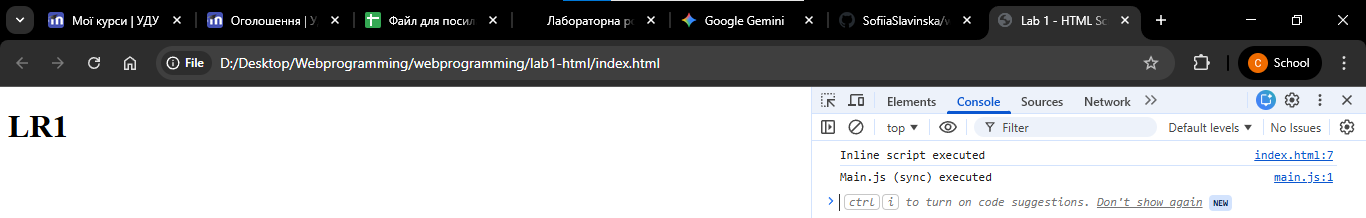 Мої курси | УДУ
Оголошення | У
Файл для посил
Лабораторна р
Google Gemini
SofiiaSlavinska/w
Lab 1 - HTML Sc
File
D:/Desktop/Webprogramming/webprogramming/lab1-html/index.html
C
School
LR1
Elements
Console
Sources
Network
top
Filter
Default levels
No Issues
Inline script executed
index.html:7
Main.js (sync) executed
main.js:1
ctrl i to turn on code suggestions. Don't show again NEW